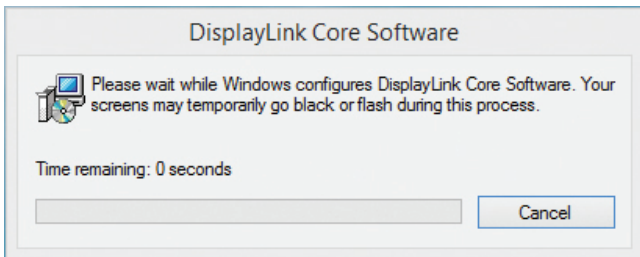 DisplayLink Core Software
Please wait while Windows configures DisplayLink Core Software. Your
screens may temporarily go black or flash during this process.
Time remaining: 0 seconds
Cancel